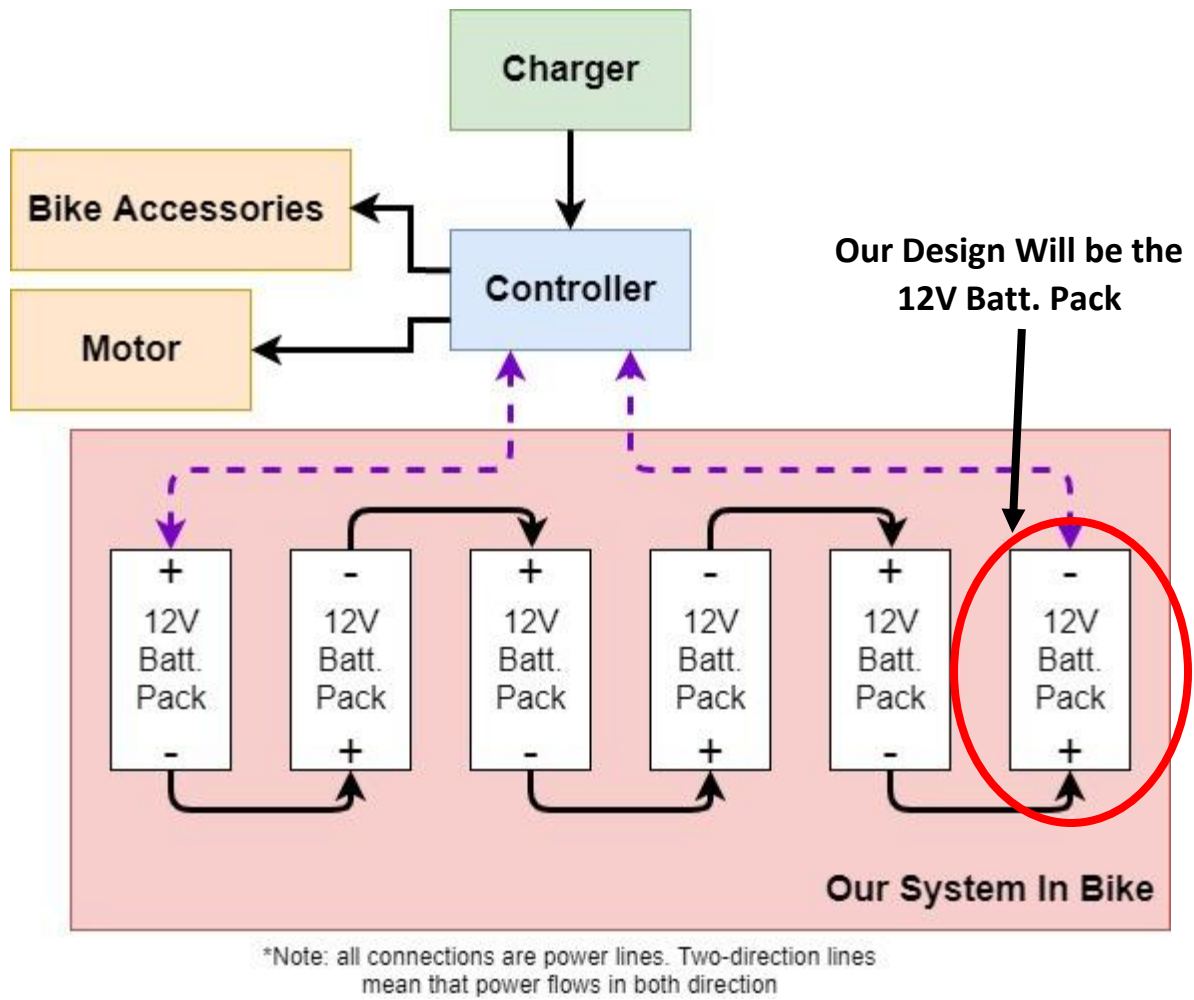 Charger
Bike Accessories
Controller
Our Design Will be the
12V Batt. Pack
Motor
+
12V
Batt.
Pack
-
-
12V
Batt.
Pack
+
+
12V
Batt.
Pack
-
-
12V
Batt.
Pack
+
+
12V
Batt.
Pack
-
-
12V
Batt.
Pack
+
Our System In Bike
*Note: all connections are power lines. Two-direction lines
mean that power flows in both direction